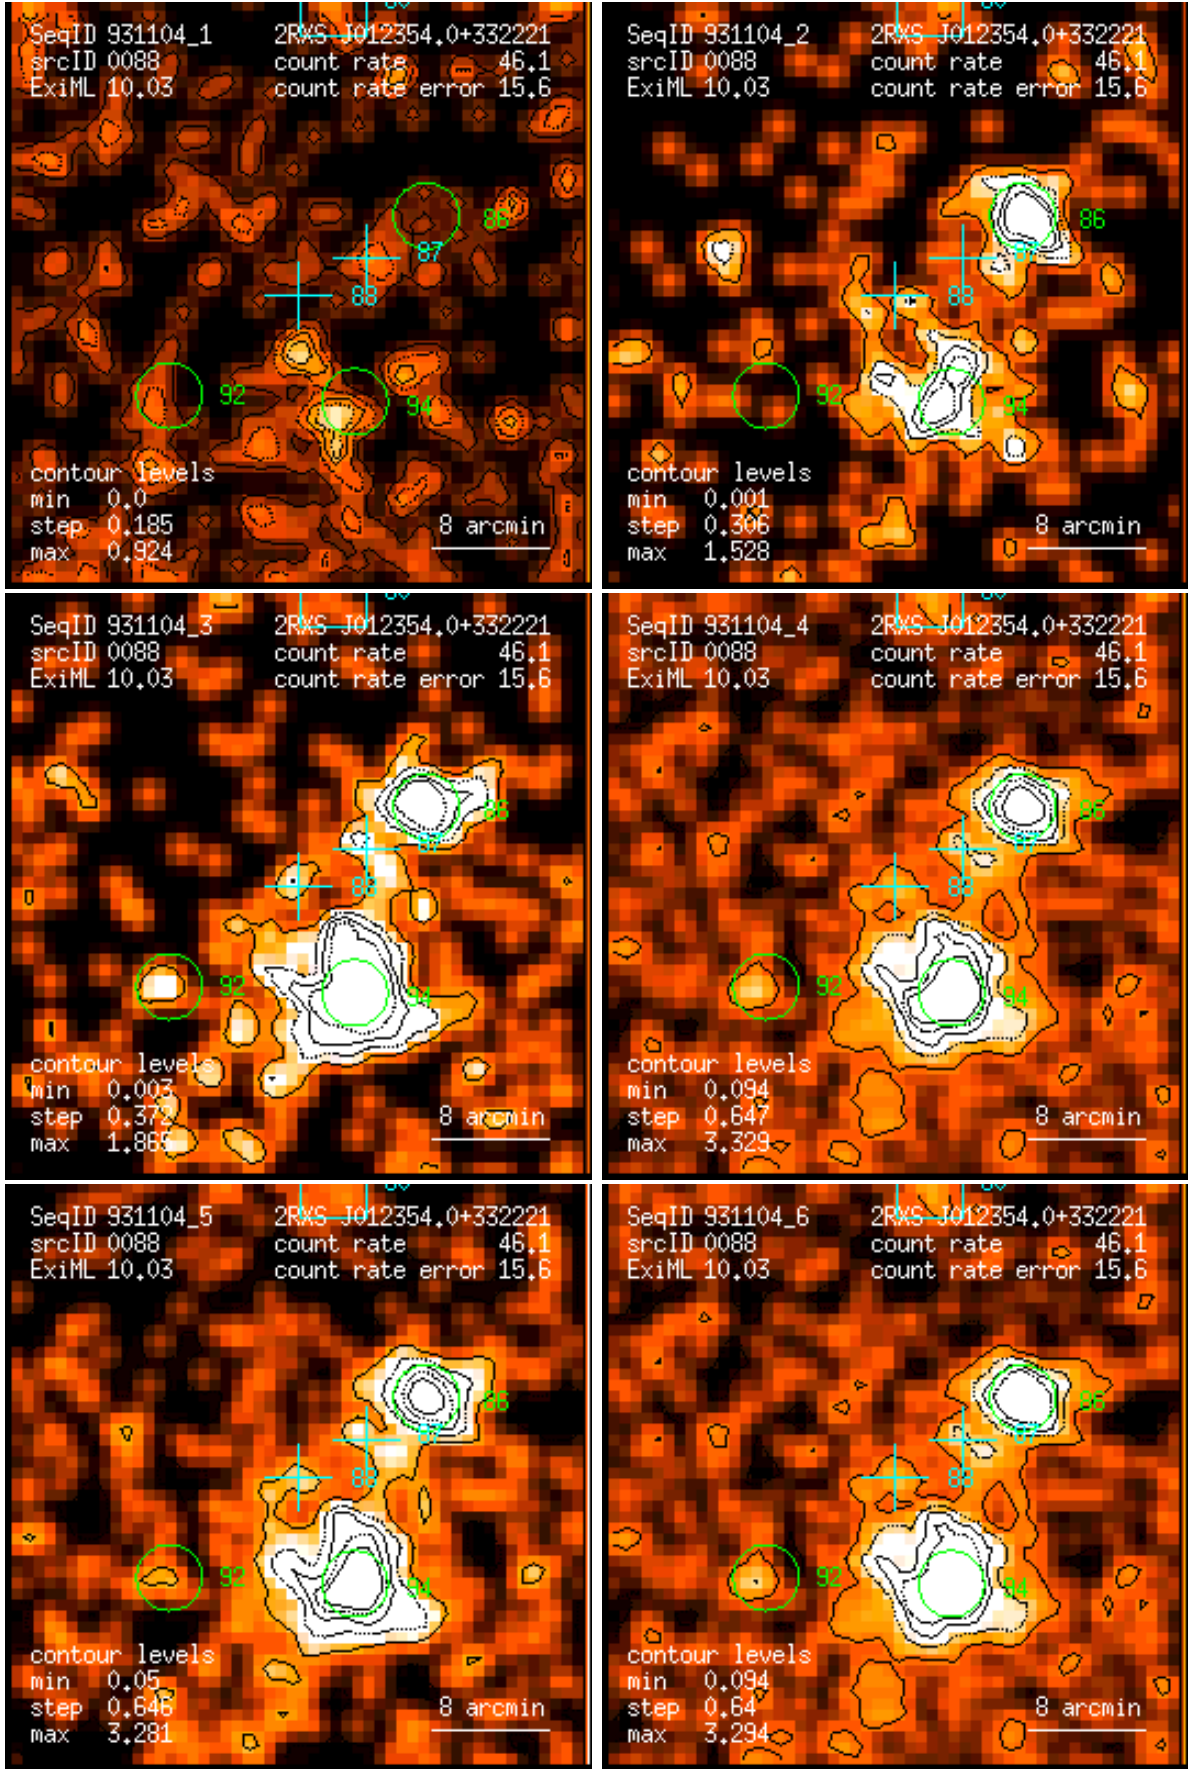 SeqID 931104_1 2RXS J012354.0+332221
srcID 0088 count rate 46.1
ExiML 10.03 count rate error 15.6
86
87
88
92
94
contour levels
min 0.0
step 0.185 8 arcmin
max 0.924
SeqID 931104_2 2RXS J012354.0+332221
srcID 0088 count rate 46.1
ExiML 10.03 count rate error 15.6
86
87
88
92
94
contour levels
min 0.001
step 0.306 8 arcmin
max 1.528
SeqID 931104_3 2RXS J012354.0+332221
srcID 0088 count rate 46.1
ExiML 10.03 count rate error 15.6
86
87
88
92
94
contour levels
min 0.003
step 0.372 8 arcmin
max 1.865
SeqID 931104_4 2RXS J012354.0+332221
srcID 0088 count rate 46.1
ExiML 10.03 count rate error 15.6
86
87
88
92
94
contour levels
min 0.094
step 0.647 8 arcmin
max 3.329
SeqID 931104_5 2RXS J012354.0+332221
srcID 0088 count rate 46.1
ExiML 10.03 count rate error 15.6
86
87
88
92
94
contour levels
min 0.05
step 0.646 8 arcmin
max 3.281
SeqID 931104_6 2RXS J012354.0+332221
srcID 0088 count rate 46.1
ExiML 10.03 count rate error 15.6
86
87
88
92
94
contour levels
min 0.094
step 0.64 8 arcmin
max 3.294